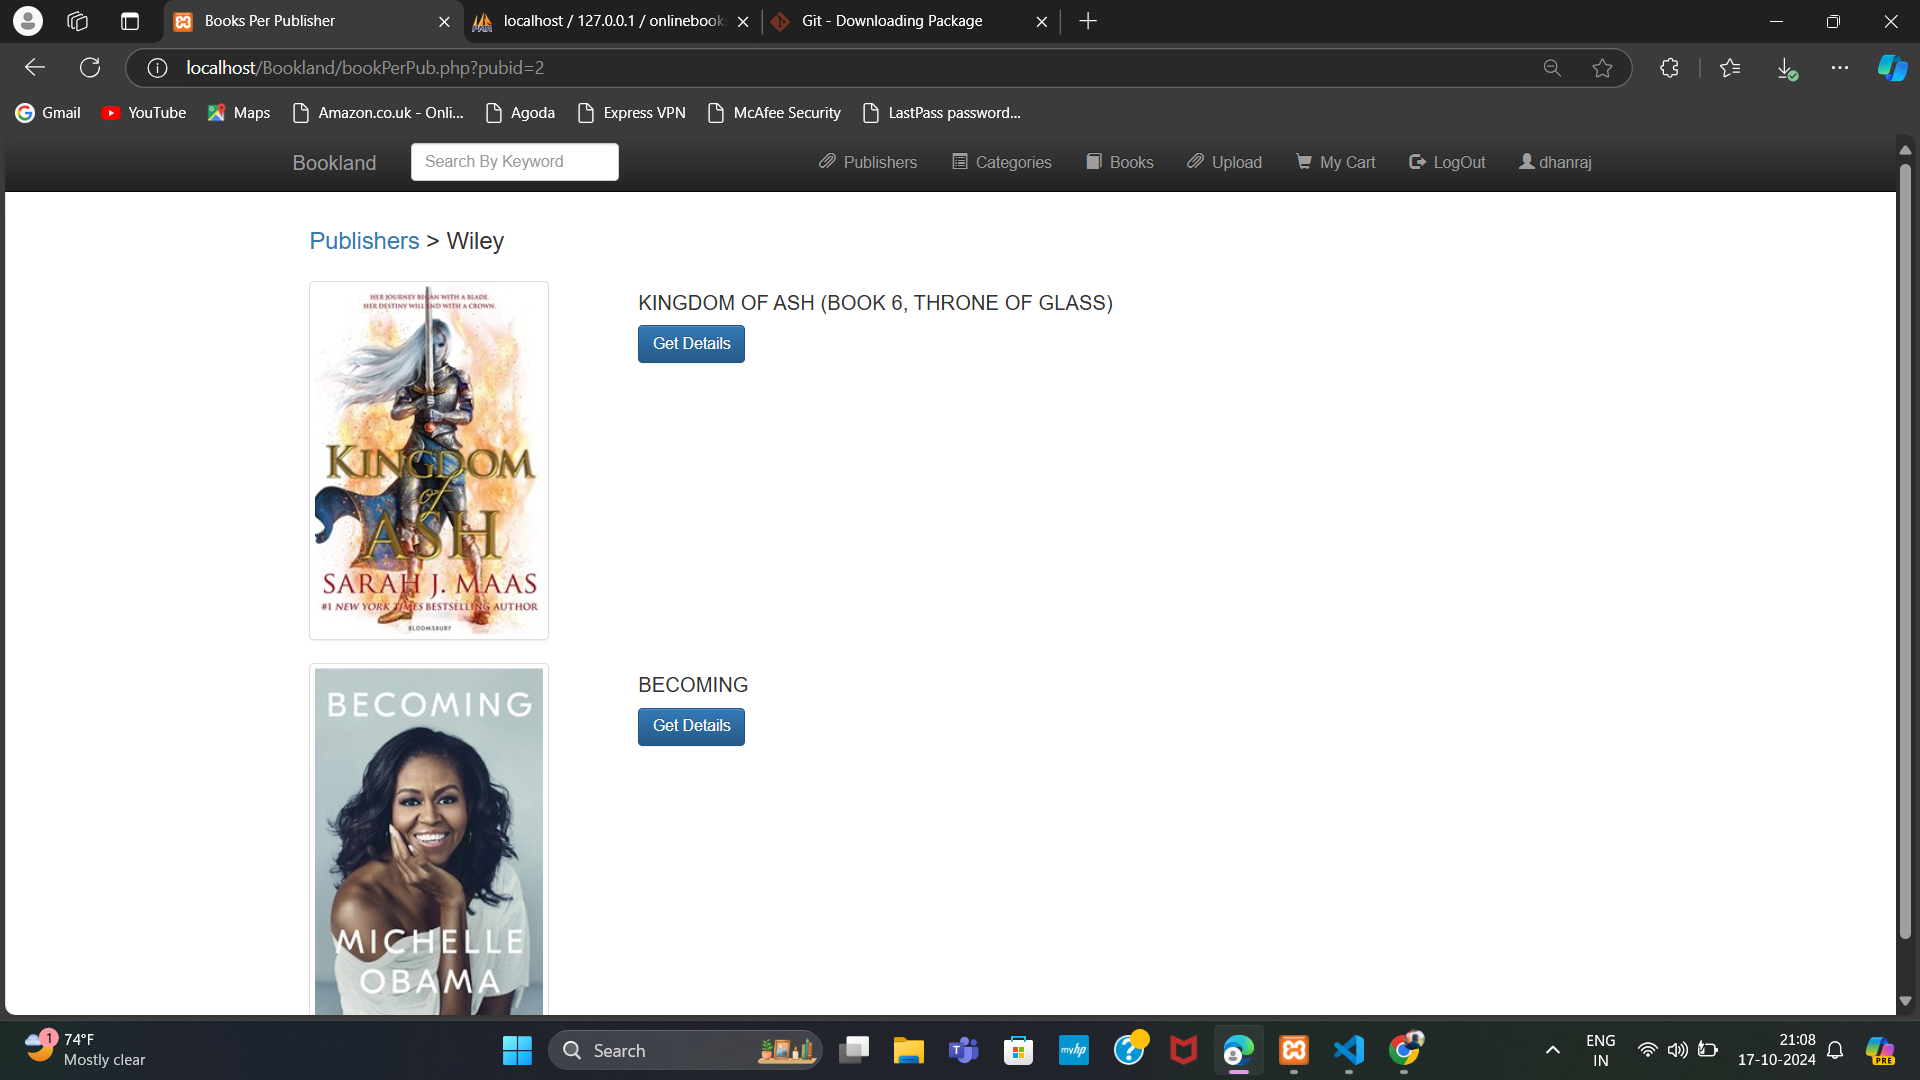 Books Per Publisher
localhost / 127.0.0.1 / onlinebook
Git - Downloading Package
localhost/Bookland/bookPerPub.php?pubid=2
Gmail
YouTube
Maps
Amazon.co.uk - Onli...
Agoda
Express VPN
McAfee Security
LastPass password...
Bookland
Search By Keyword
Publishers
Categories
Books
Upload
My Cart
LogOut
dhanraj
Publishers > Wiley
HER JOURNEY BEGAN WITH A BLADE.
HER DESTINY WILL END WITH A CROWN.
KINGDOM
of
ASH
SARAH J. MAAS
#1 NEW YORK TIMES BESTSELLING AUTHOR
BLOOMSBURY
KINGDOM OF ASH (BOOK 6, THRONE OF GLASS)
Get Details
BECOMING
MICHELLE
OBAMA
BECOMING
Get Details
1
74°F
Mostly clear
Search
myhp
ENG
IN
21:08
17-10-2024
PRE